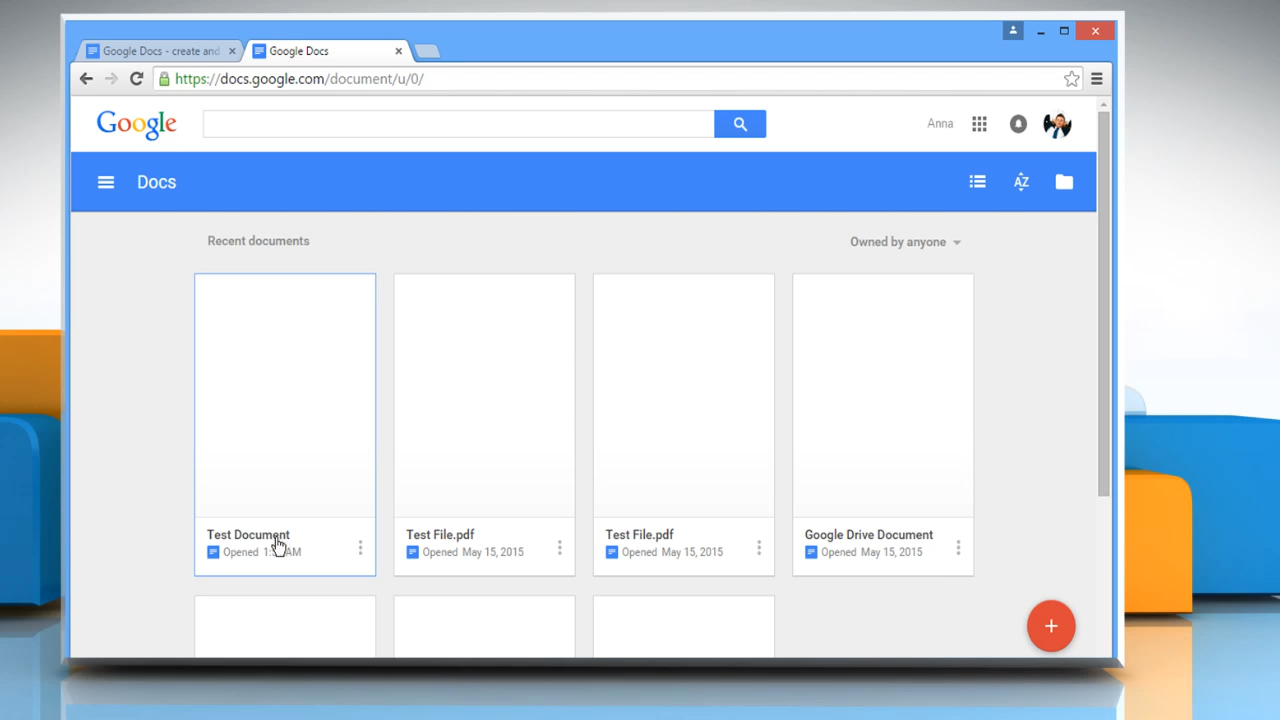 Google Docs - create and
Google Docs
https://docs.google.com/document/u/0/
Google
Anna
Docs
AZ
Recent documents
Owned by anyone
Test Document
Opened AM
Test File.pdf
Opened May 15, 2015
Test File.pdf
Opened May 15, 2015
Google Drive Document
Opened May 15, 2015